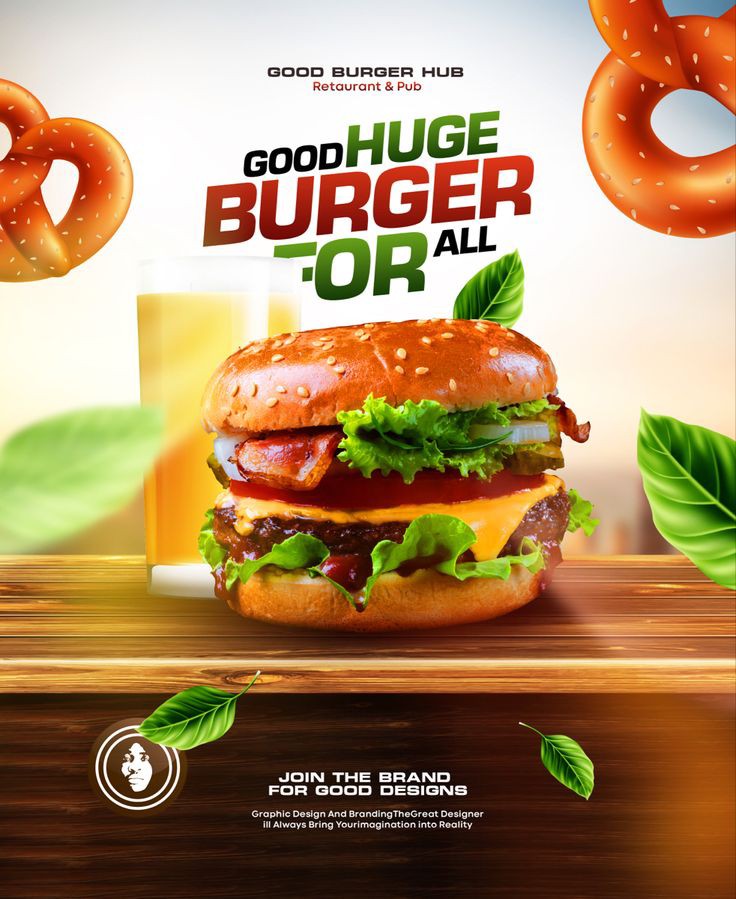 GOOD BURGER HUB
Retaurant & Pub
GOOD HUGE
BURGER
FOR ALL
JOIN THE BRAND
FOR GOOD DESIGNS
Graphic Design And BrandingTheGreat Designer
ill Always Bring Yourimagination into Reality